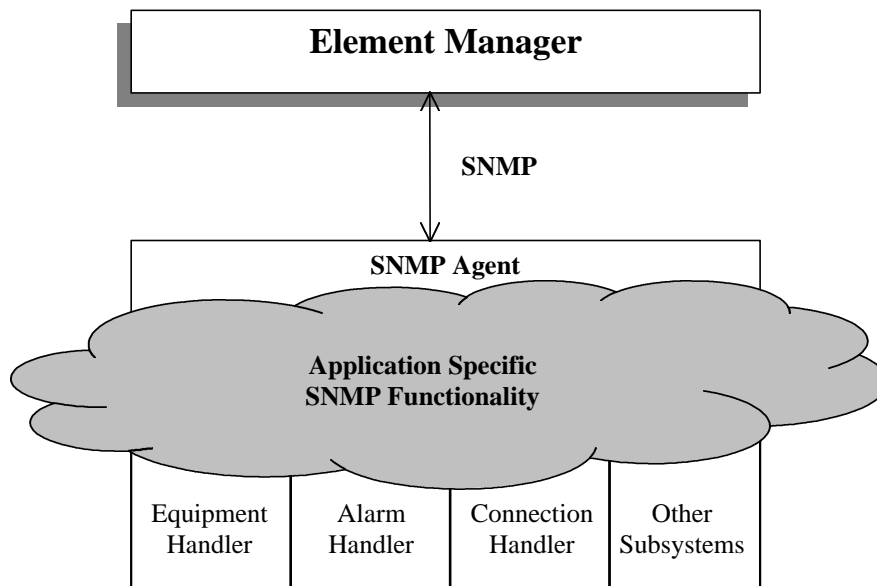 Element Manager
SNMP
SNMP Agent
Application Specific
SNMP Functionality
Equipment
Handler
Alarm
Handler
Connection
Handler
Other
Subsystems